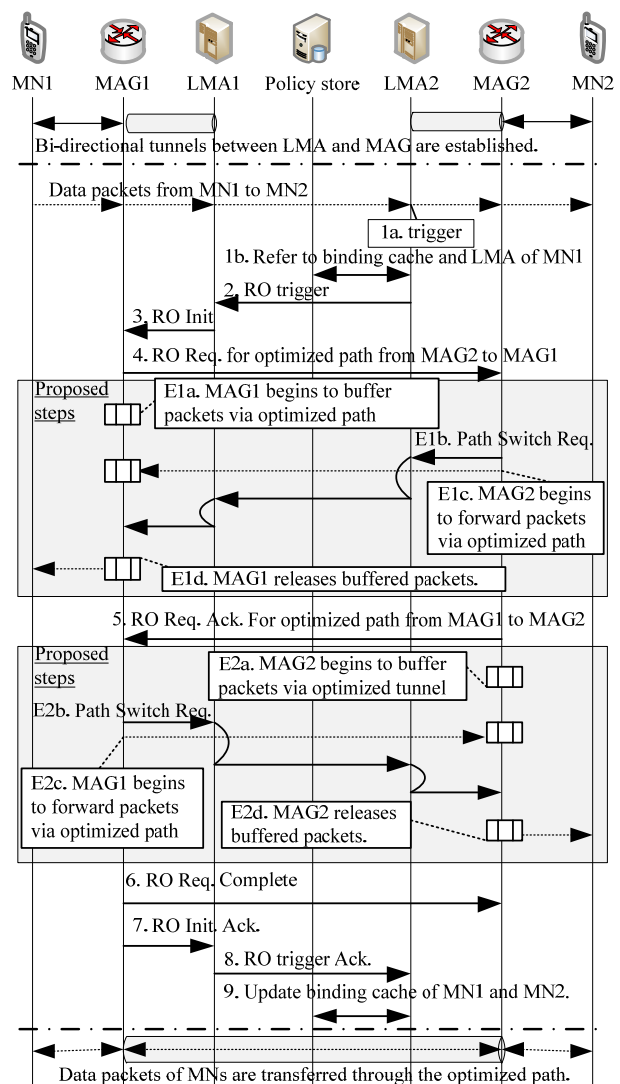 MN1 MAG1 LMA1 Policy store LMA2 MAG2 MN2
Bi-directional tunnels between LMA and MAG are established.
Data packets from MN1 to MN2
1a. trigger
1b. Refer to binding cache and LMA of MN1
2. RO trigger
3. RO Init
4. RO Req. for optimized path from MAG2 to MAG1
Proposed
steps
E1a. MAG1 begins to buffer
packets via optimized path
E1b. Path Switch Req.
E1c. MAG2 begins
to forward packets
via optimized path
E1d. MAG1 releases buffered packets.
5. RO Req. Ack. For optimized path from MAG1 to MAG2
Proposed
steps
E2a. MAG2 begins to buffer
packets via optimized tunnel
E2b. Path Switch Req.
E2c. MAG1 begins
to forward packets
via optimized path
E2d. MAG2 releases
buffered packets.
6. RO Req. Complete
7. RO Init. Ack.
8. RO trigger Ack.
9. Update binding cache of MN1 and MN2.
Data packets of MNs are transferred through the optimized path.